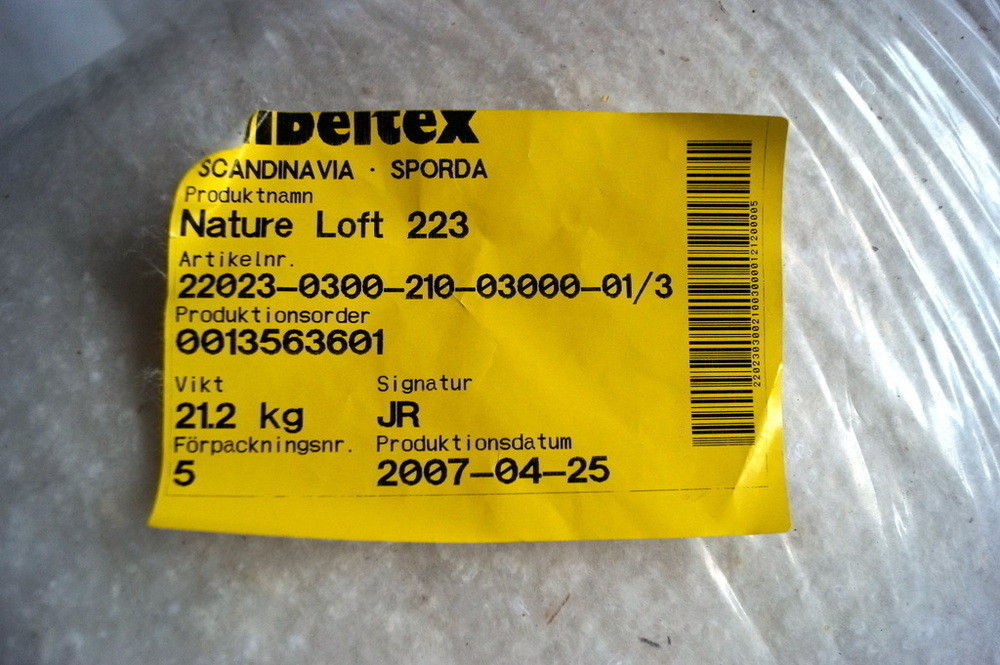 SCANDINAVIA · SPORDA
Produktnamn
Nature Loft 223
Artikelnr.
22023-0300-210-03000-01/3
Produktionsorder
0013563601
Vikt Signatur
21.2 kg JR
Förpackningsnr. Produktionsdatum
5 2007-04-25